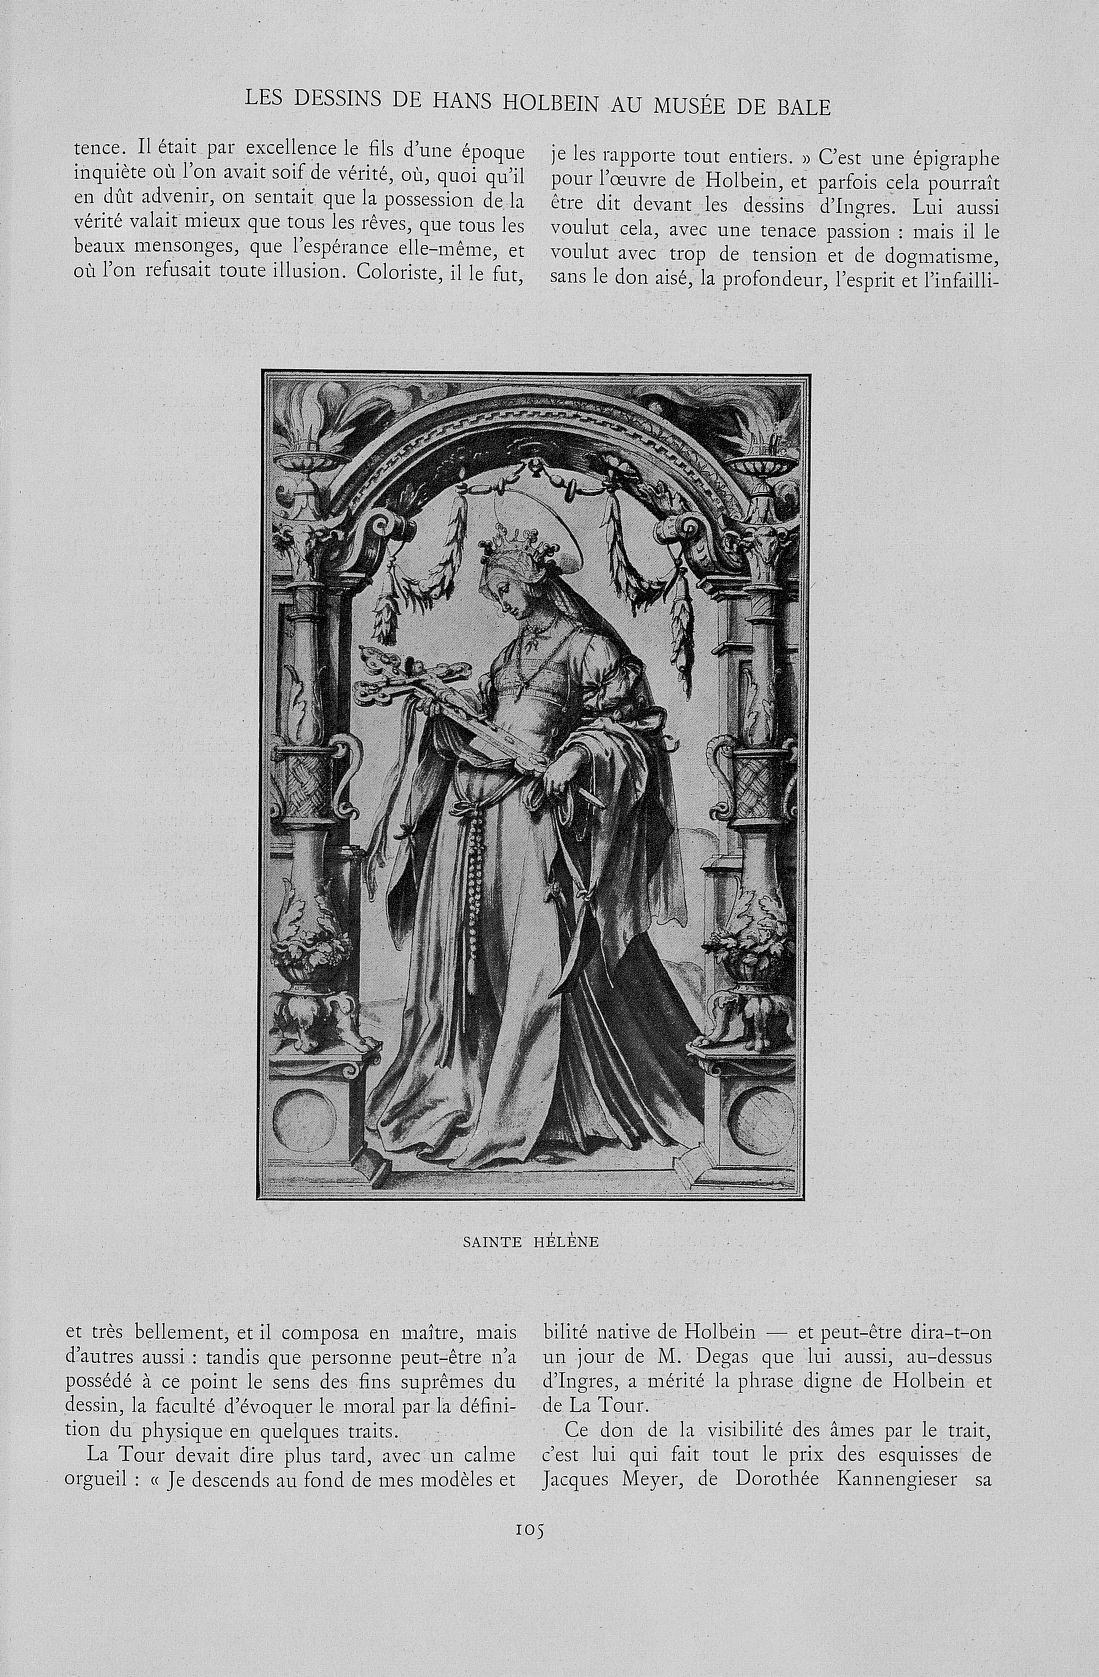 LES DESSINS DE HANS HOLBEIN AU MUSÉE DE BALE
tence. Il était par excellence le fils d'une époque
inquiète où l'on avait soif de vérité, où, quoi qu'il
en dût advenir, on sentait que la possession de la
vérité valait mieux que tous les rêves, que tous les
beaux mensonges, que l'espérance elle-même, et
où l'on refusait toute illusion. Coloriste, il le fut,
et très bellement, et il composa en maître, mais
d'autres aussi : tandis que personne peut-être n'a
possédé à ce point le sens des fins suprêmes du
dessin, la faculté d'évoquer le moral par la défini-
tion du physique en quelques traits.
La Tour devait dire plus tard, avec un calme
orgueil : « Je descends au fond de mes modèles et
je les rapporte tout entiers. » C'est une épigraphe
pour l'œuvre de Holbein, et parfois cela pourraît
être dit devant les dessins d'Ingres. Lui aussi
voulut cela, avec une tenace passion : mais il le
voulut avec trop de tension et de dogmatisme,
sans le don aisé, la profondeur, l'esprit et l'infailli-
bilité native de Holbein — et peut-être dira-t-on
un jour de M. Degas que lui aussi, au-dessus
d'Ingres, a mérité la phrase digne de Holbein et
de La Tour.
Ce don de la visibilité des âmes par le trait,
c'est lui qui fait tout le prix des esquisses de
Jacques Meyer, de Dorothée Kannengieser sa
SAINTE HÉLÈNE
105